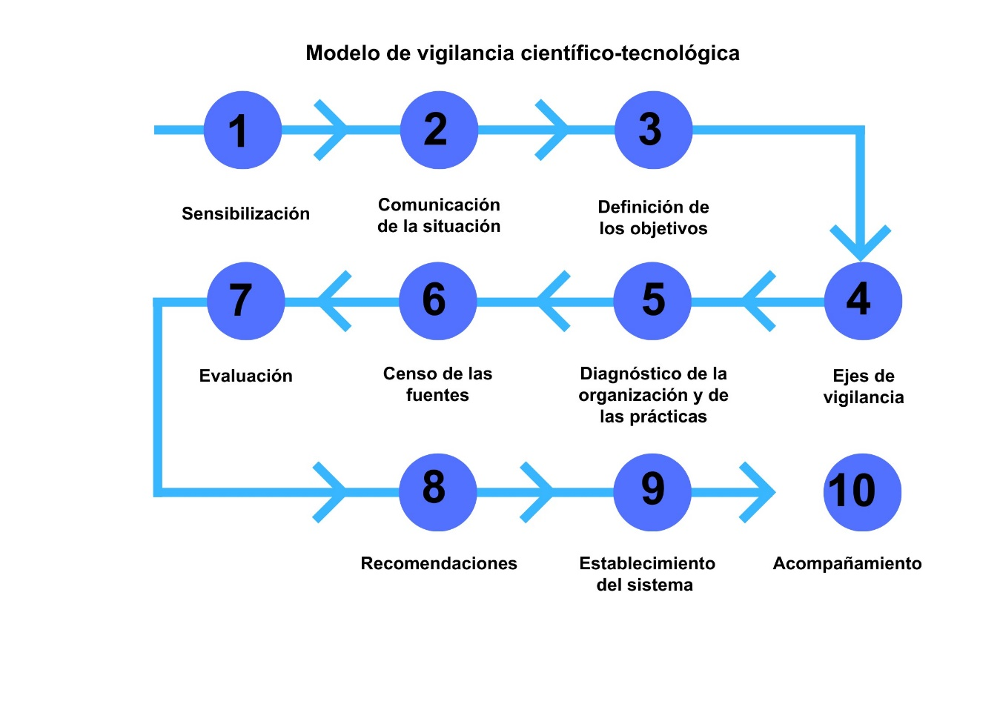 Modelo de vigilancia científico-tecnológica
1
2
3
Sensibilización
Comunicación
de la situación
Definición de
los objetivos
7
6
5
4
Evaluación
Censo de las
fuentes
Diagnóstico de la
organización y de
las prácticas
Ejes de
vigilancia
8
9
10
Recomendaciones
Establecimiento
del sistema
Acompañamiento